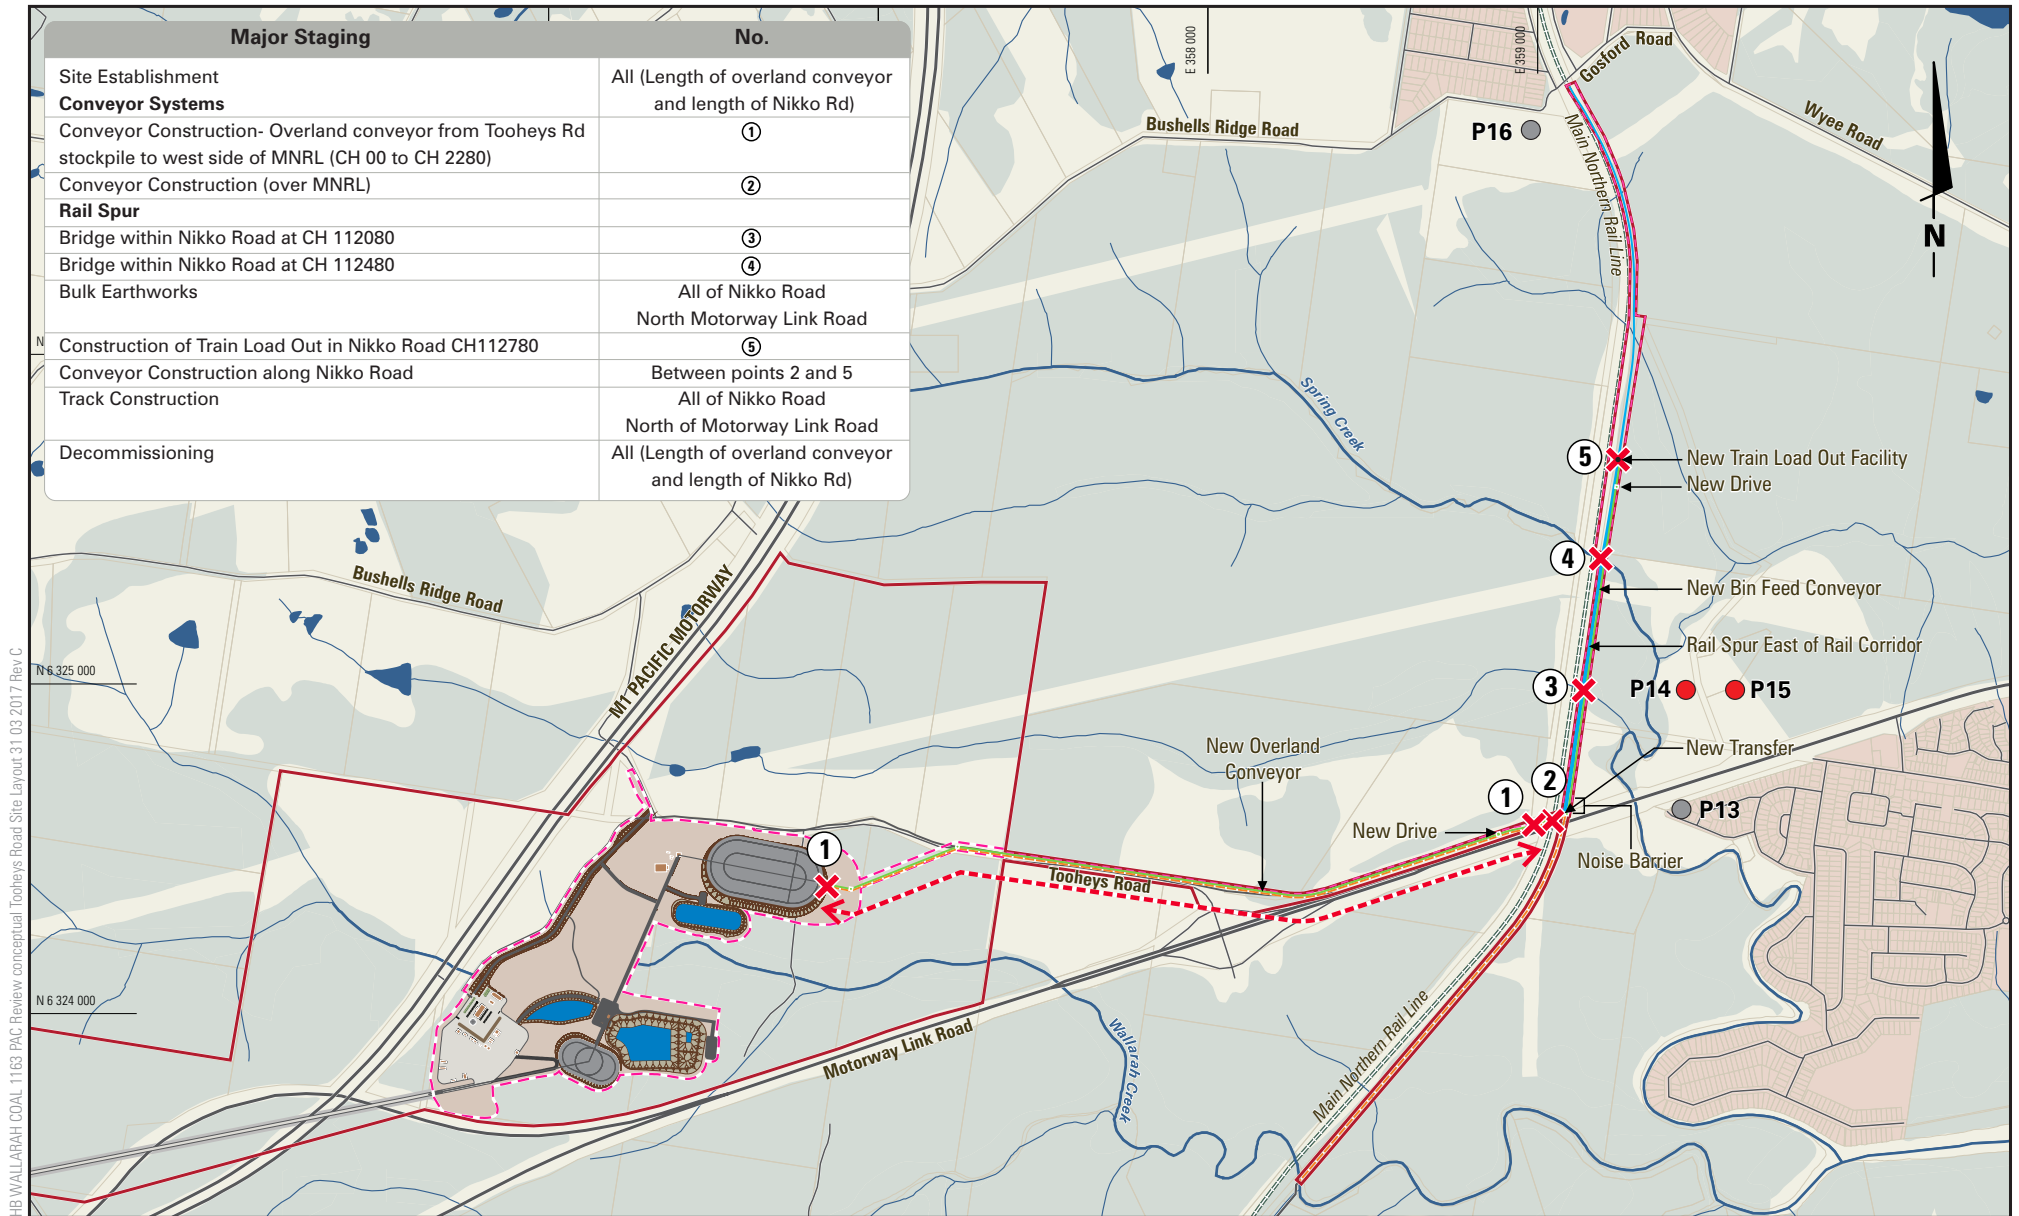 Major Staging No.
Site Establishment All (Length of overland conveyor
Conveyor Systems and length of Nikko Rd)
Conveyor Construction- Overland conveyor from Tooheys Rd 1
stockpile to west side of MNRL (CH 00 to CH 2280)
Conveyor Construction (over MNRL) 2
Rail Spur
Bridge within Nikko Road at CH 112080 3
Bridge within Nikko Road at CH 112480 4
Bulk Earthworks All of Nikko Road
North Motorway Link Road
Construction of Train Load Out in Nikko Road CH112780 5
Conveyor Construction along Nikko Road Between points 2 and 5
Track Construction All of Nikko Road
North of Motorway Link Road
Decommissioning All (Length of overland conveyor
and length of Nikko Rd)
E 358 000
E 359 000
Gosford Road
Wyee Road
Bushells Ridge Road
P16
Main Northern Rail Line
N
N
Spring Creek
5
New Train Load Out Facility
New Drive
4
New Bin Feed Conveyor
Rail Spur East of Rail Corridor
3
P14
P15
Bushells Ridge Road
M1 PACIFIC MOTORWAY
N 6 325 000
New Overland
Conveyor
New Transfer
2
1
P13
New Drive
Noise Barrier
1
Tooheys Road
N 6 324 000
Motorway Link Road
Wallarah Creek
Main Northern Rail Line
HB WALLARAH COAL 1163 PAC Review conceptual Tooheys Road Site Layout 31 03 2017 Rev C